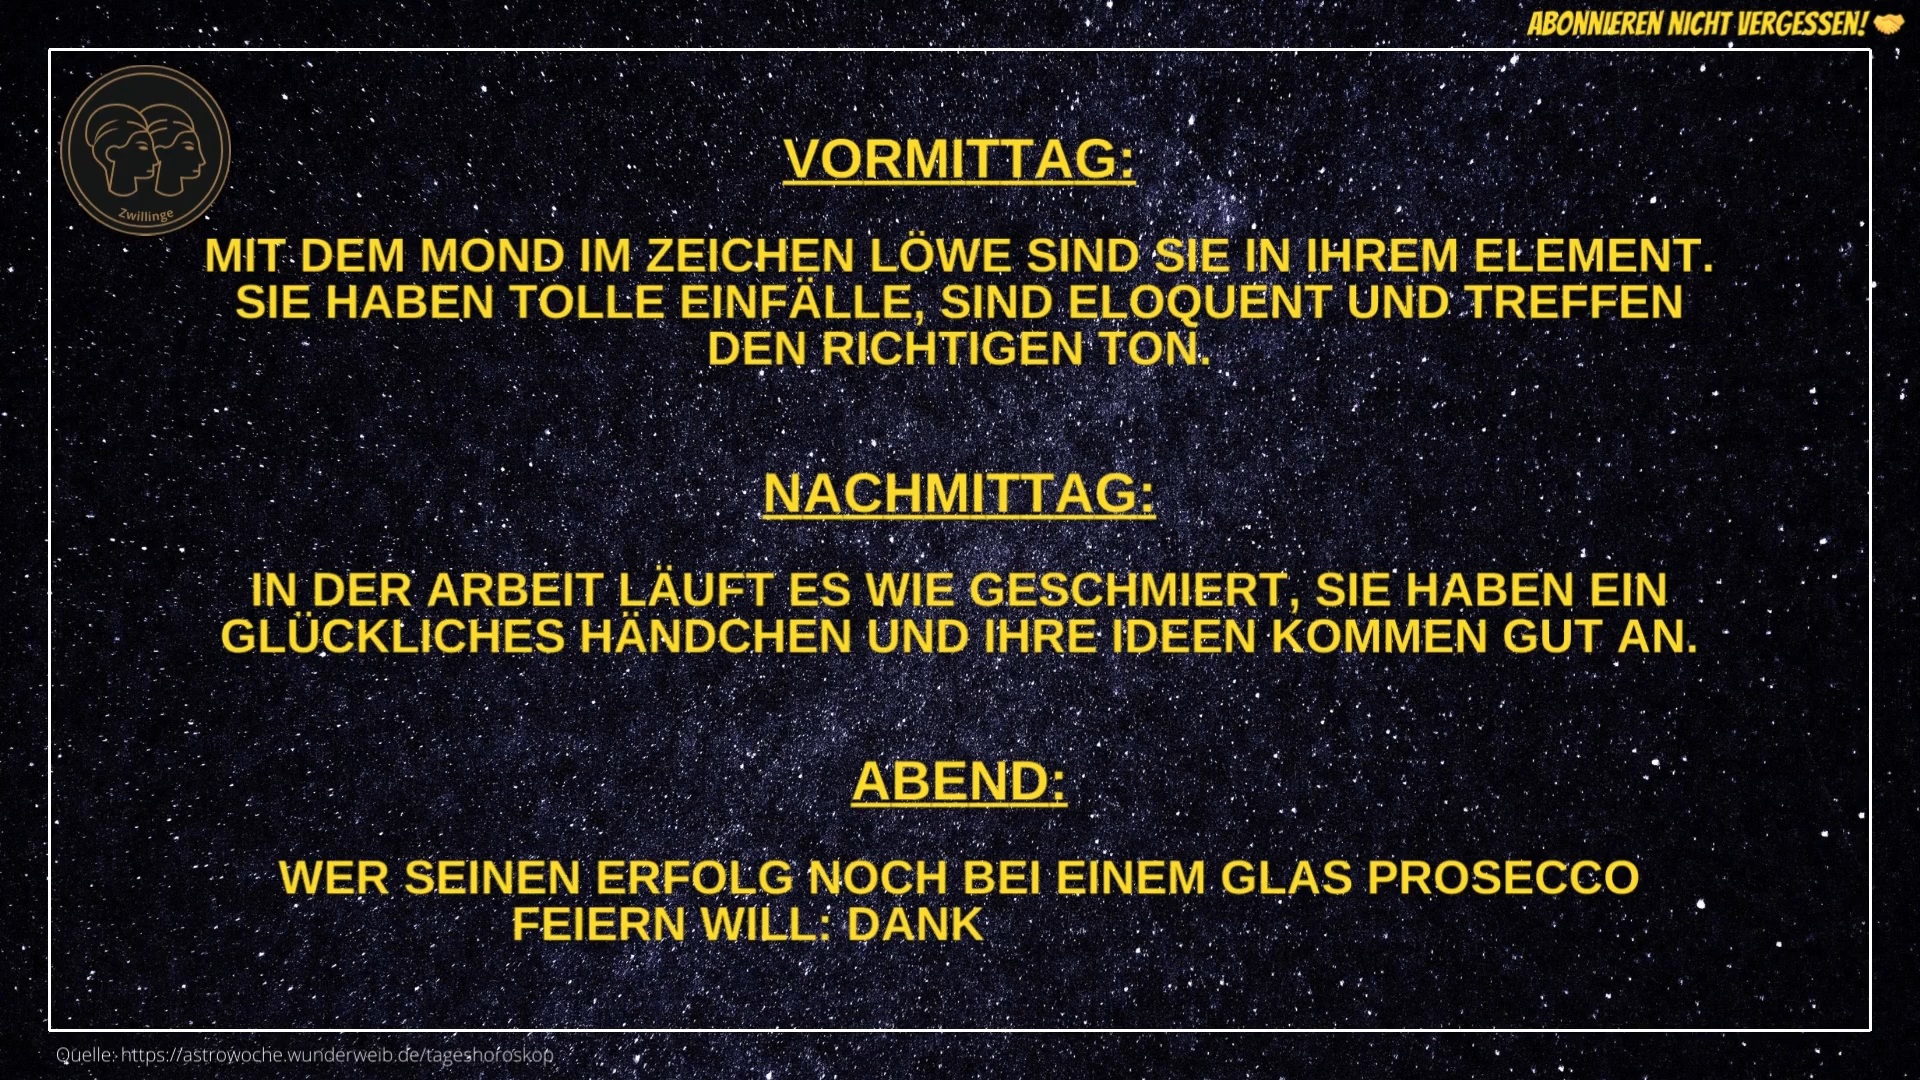 ABONNIEREN NICHT VERGESSEN!
Zwillinge
VORMITTAG:
MIT DEM MOND IM ZEICHEN LÖWE SIND SIE IN IHREM ELEMENT.
SIE HABEN TOLLE EINFÄLLE, SIND ELOQUENT UND TREFFEN
DEN RICHTIGEN TON.
NACHMITTAG:
IN DER ARBEIT LÄUFT ES WIE GESCHMIERT, SIE HABEN EIN
GLÜCKLICHES HÄNDCHEN UND IHRE IDEEN KOMMEN GUT AN.
ABEND:
WER SEINEN ERFOLG NOCH BEI EINEM GLAS PROSECCO
FEIERN WILL: DANK
Quelle: https://astrowoche.wunderweib.de/tageshoroskop